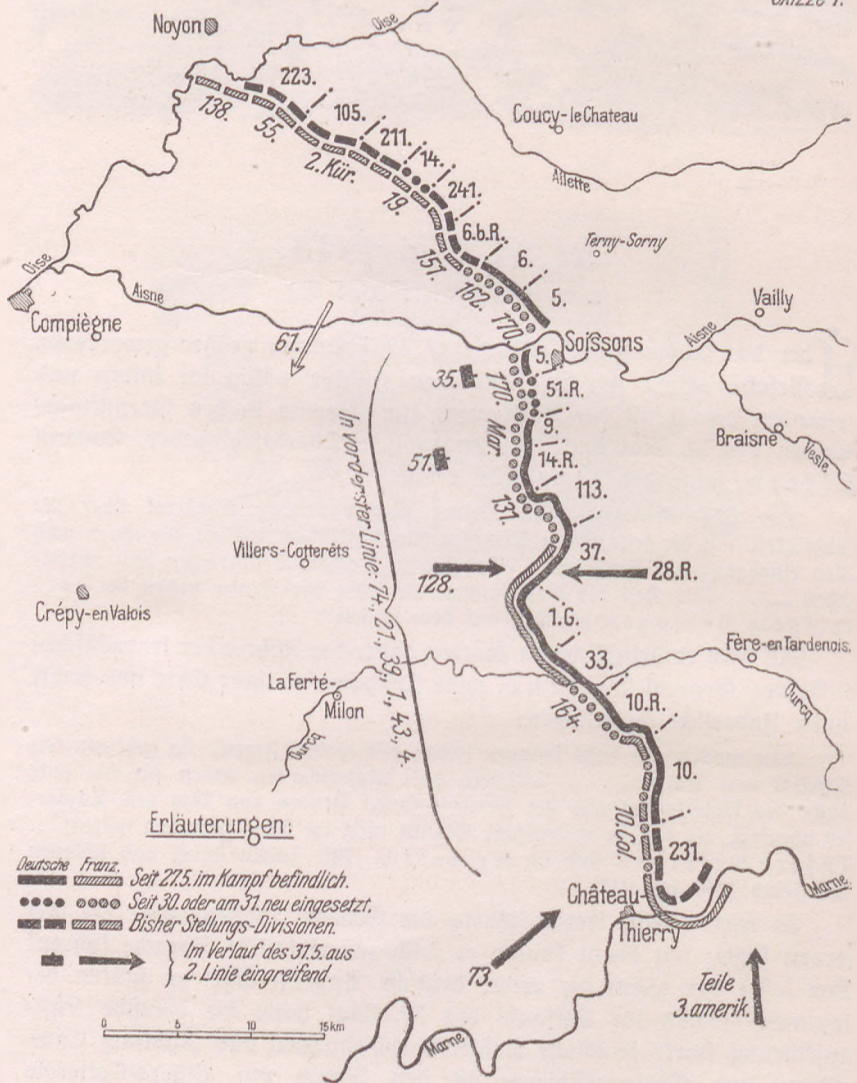 Skizze 1.
Noyon
Oise
223.
138.
105.
55.
211.
Coucy-le Chateau
2. Kür.
14.
19.
241.
Ailette
6.b.R.
Terny-Sorny
151.
6.
162.
5.
Oise
Aisne
170.
Vailly
Compiègne
61.
Soissons
Aisne
5.
35.
170.
51.R.
Mar.
9.
Braisne
Vesle
51.
14.R.
131.
113.
In vorderster Linie: 74., 21., 39., 1., 43., 4.
Villers-Cotterêts
37.
128.
28.R.
Crépy-en Valois
1.G.
33.
Fère-en Tardenois.
La Ferté-
Milon
Ourcq
Ourcq
164.
10.R.
10.
10. Col.
231.
Marne
Château-
Thierry
73.
Teile
3. amerik.
Marne
Erläuterungen:
Deutsche Franz.
Seit 27.5. im Kampf befindlich.
Seit 30. oder am 31. neu eingesetzt.
Bisher Stellungs-Divisionen.
Im Verlauf des 31.5. aus
2. Linie eingreifend.
0 5 10 15 km